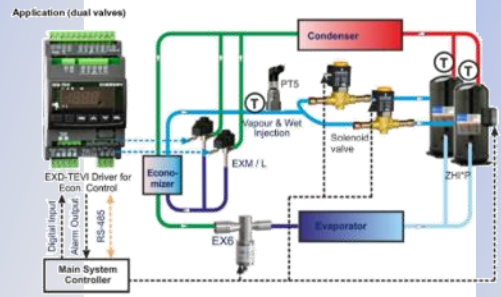 Application (dual valves)
Condenser
T
T
PT5
T
Vapour & Wet
Injection
Solenoid
valve
ZHI*P
EXM / L
Econo-
mizer
EXD-TEVI Driver for
Econ. Control
Digital Input
Alarm Output
RS-485
EX6
Evaporator
Main System
Controller